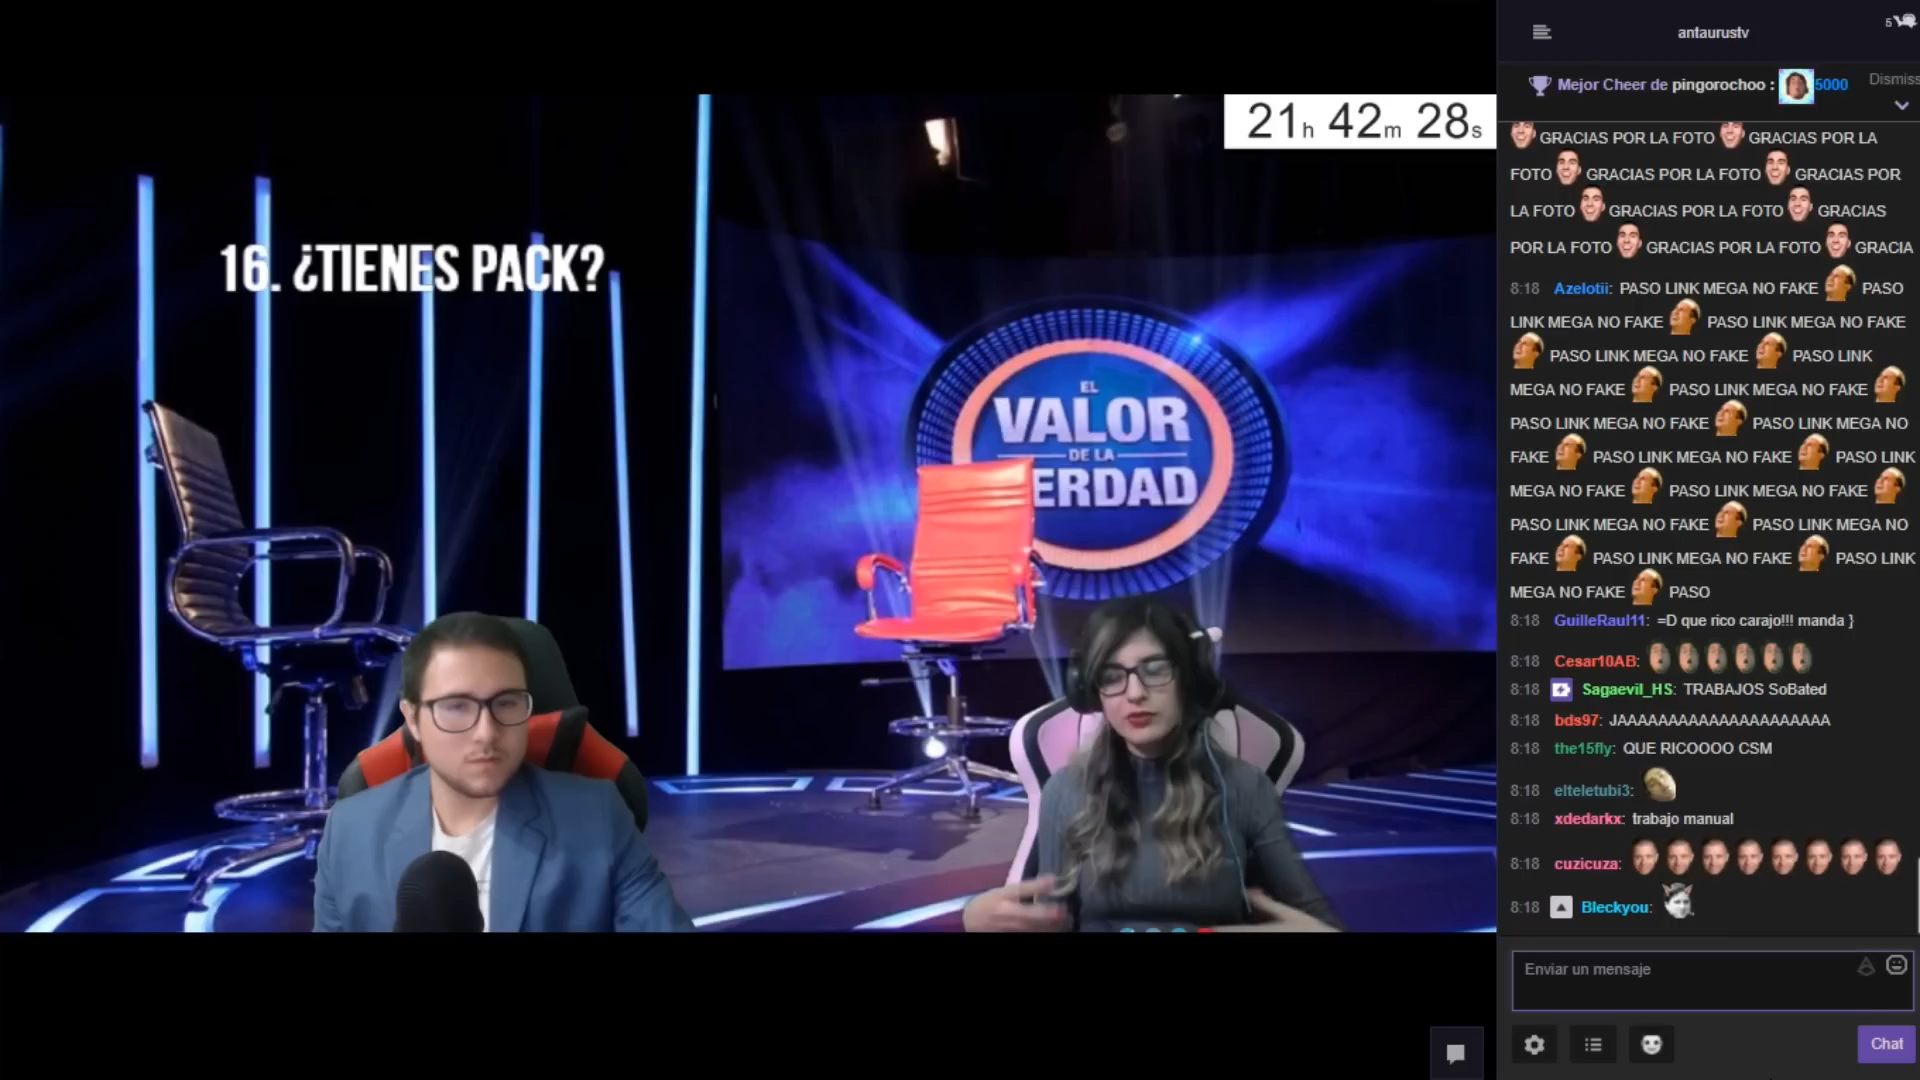 21h 42m 28s
16. ¿TIENES PACK?
EL
VALOR
DE LA
ERDAD
5
antaurustv
Mejor Cheer de pingorochoo : 5000
Dismiss
GRACIAS POR LA FOTO GRACIAS POR LA
FOTO GRACIAS POR LA FOTO GRACIAS POR
LA FOTO GRACIAS POR LA FOTO GRACIAS
POR LA FOTO GRACIAS POR LA FOTO GRACIA
8:18 Azelotii: PASO LINK MEGA NO FAKE PASO
LINK MEGA NO FAKE PASO LINK MEGA NO FAKE
PASO LINK MEGA NO FAKE PASO LINK
MEGA NO FAKE PASO LINK MEGA NO FAKE
PASO LINK MEGA NO FAKE PASO LINK MEGA NO
FAKE PASO LINK MEGA NO FAKE PASO LINK
MEGA NO FAKE PASO LINK MEGA NO FAKE
PASO LINK MEGA NO FAKE PASO LINK MEGA NO
FAKE PASO LINK MEGA NO FAKE PASO LINK
MEGA NO FAKE PASO
8:18 GuilleRaul11: =D que rico carajo!!! manda }
8:18 Cesar10AB:
8:18 Sagaevil_HS: TRABAJOS SoBated
8:18 bds97: JAAAAAAAAAAAAAAAAAAAAA
8:18 the15fly: QUE RICOOOO CSM
8:18 elteletubi3:
8:18 xdedarkx: trabajo manual
8:18 cuzicuza:
8:18 Bleckyou:
Enviar un mensaje
Chat